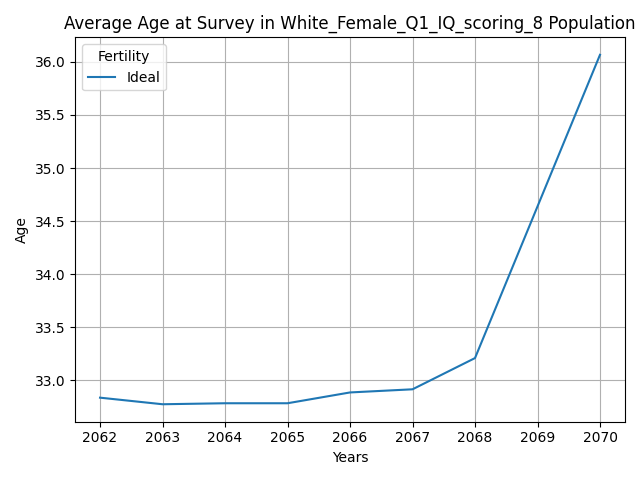 Average Age at Survey in White_Female_Q1_IQ_scoring_8 Population
Fertility
Ideal
36.0
35.5
35.0
34.5
34.0
33.5
33.0
Age
2062 2063 2064 2065 2066 2067 2068 2069 2070
Years